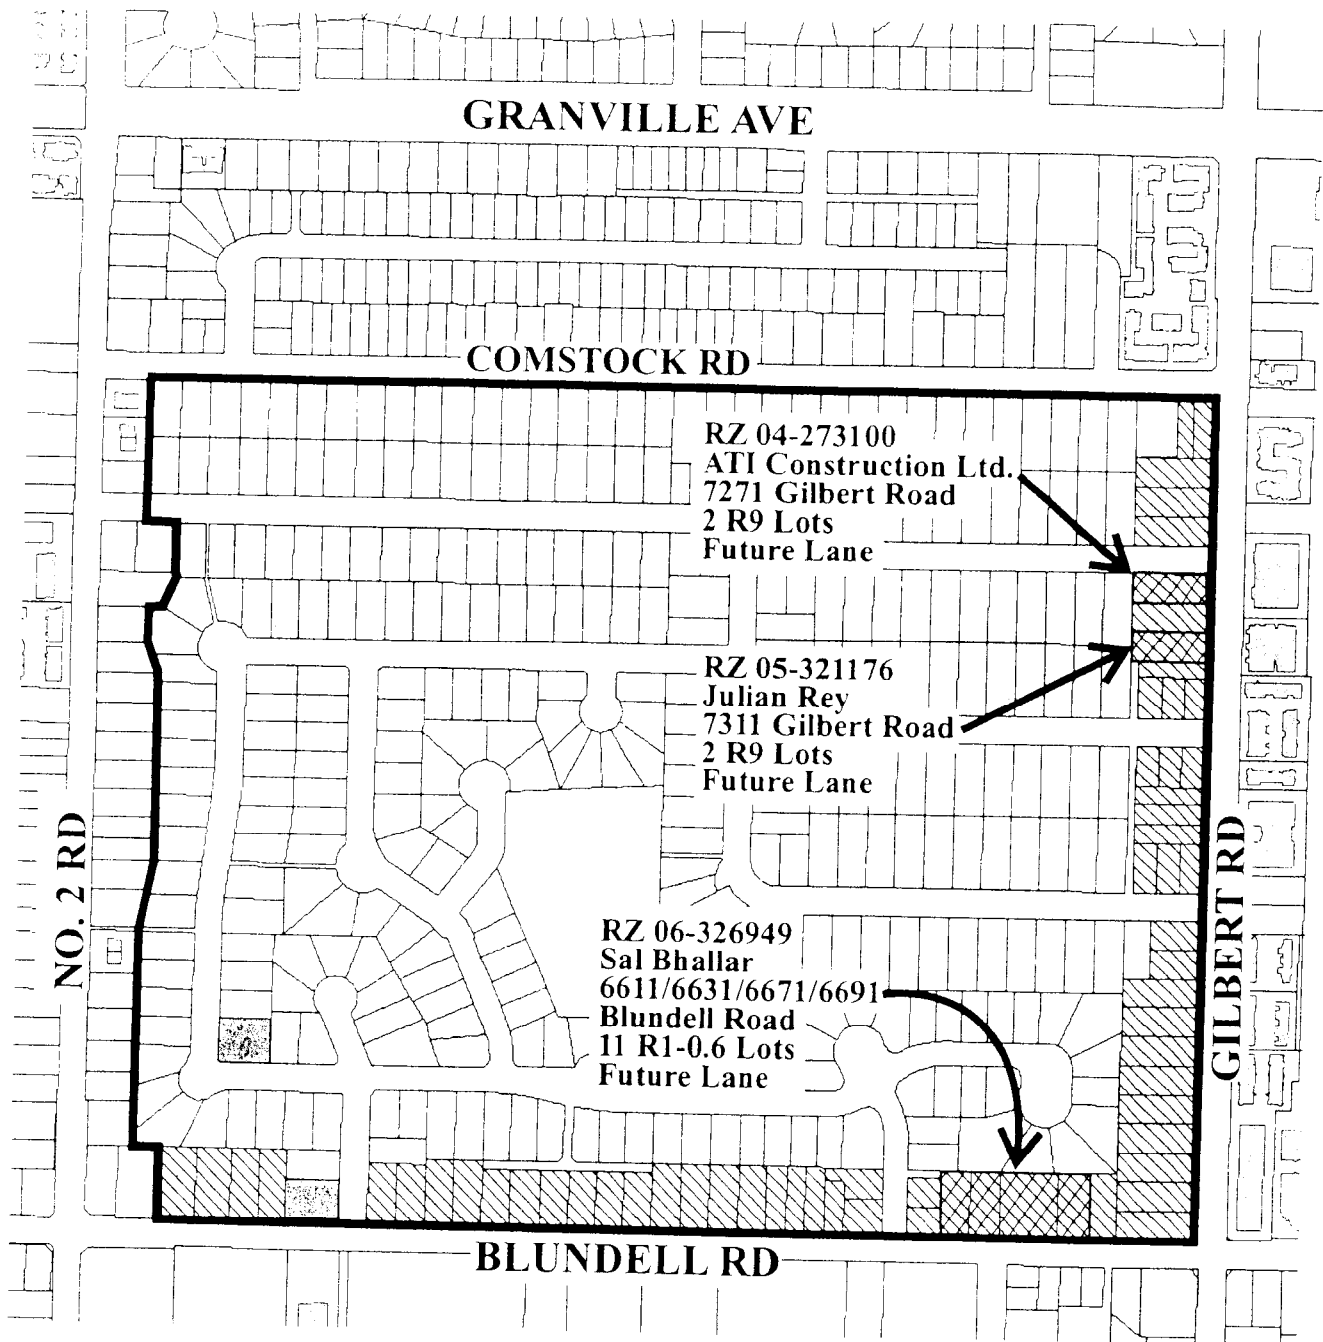 GRANVILLE AVE
COMSTOCK RD
RZ 04-273100
ATI Construction Ltd.
7271 Gilbert Road
2 R9 Lots
Future Lane
RZ 05-321176
Julian Rey
7311 Gilbert Road
2 R9 Lots
Future Lane
NO. 2 RD
GILBERT RD
RZ 06-326949
Sal Bhallar
6611/6631/6671/6691
Blundell Road
11 R1-0.6 Lots
Future Lane
BLUNDELL RD